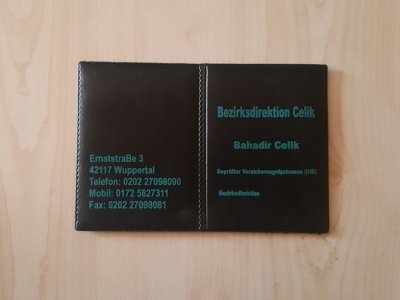 Ernststraße 3
42117 Wuppertal
Telefon: 0202 27098090
Mobil: 0172 5827311
Fax: 0202 27098081
Bezirksdirektion Celik
Bahadir Celik
Geprüfter Versicherungsfachmann (IHK)
Bezirksdirektion